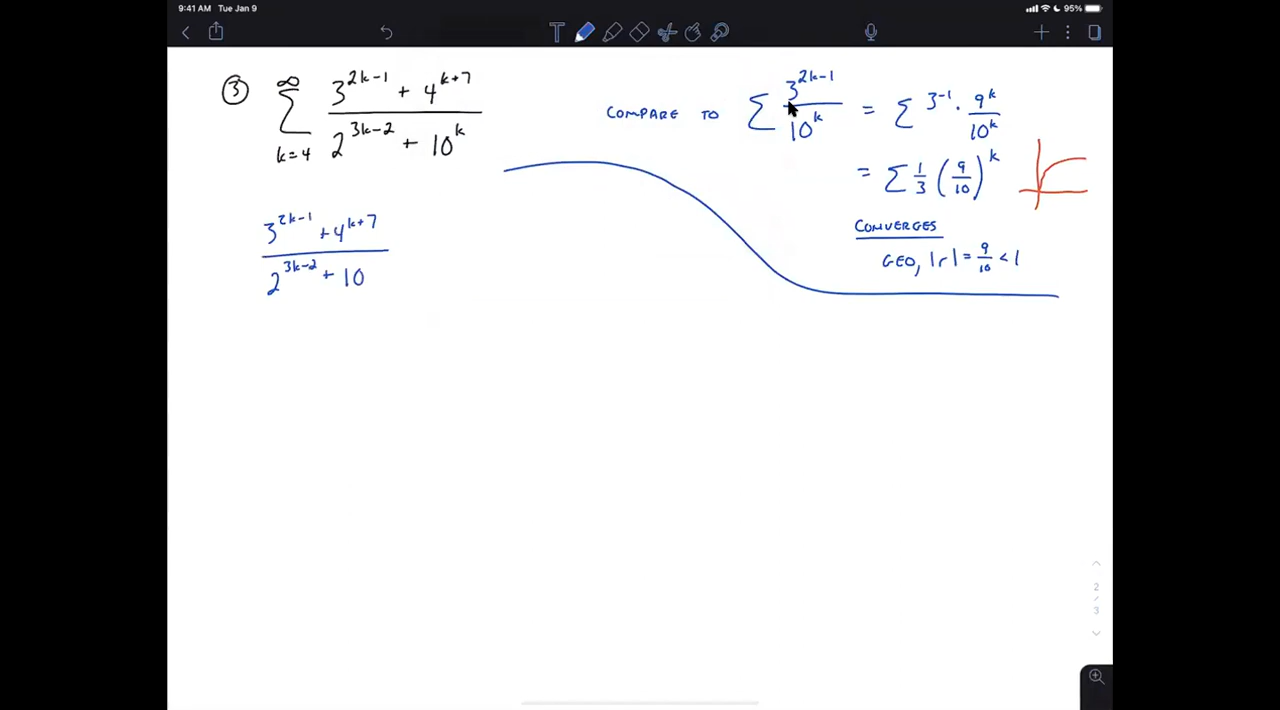 9:41 AM Tue Jan 9
95%
③ ∞ Σ k=4 (3^{2k-1} + 4^{k+7}) / (2^{3k-2} + 10^k)
COMPARE TO Σ 3^{2k-1} / 10^k = Σ 3^{-1} · 9^k / 10^k
= Σ 1/3 (9/10)^k
CONVERGES
GEO, |r| = 9/10 < 1
(3^{2k-1} + 4^{k+7}) / (2^{3k-2} + 10
2
/
3